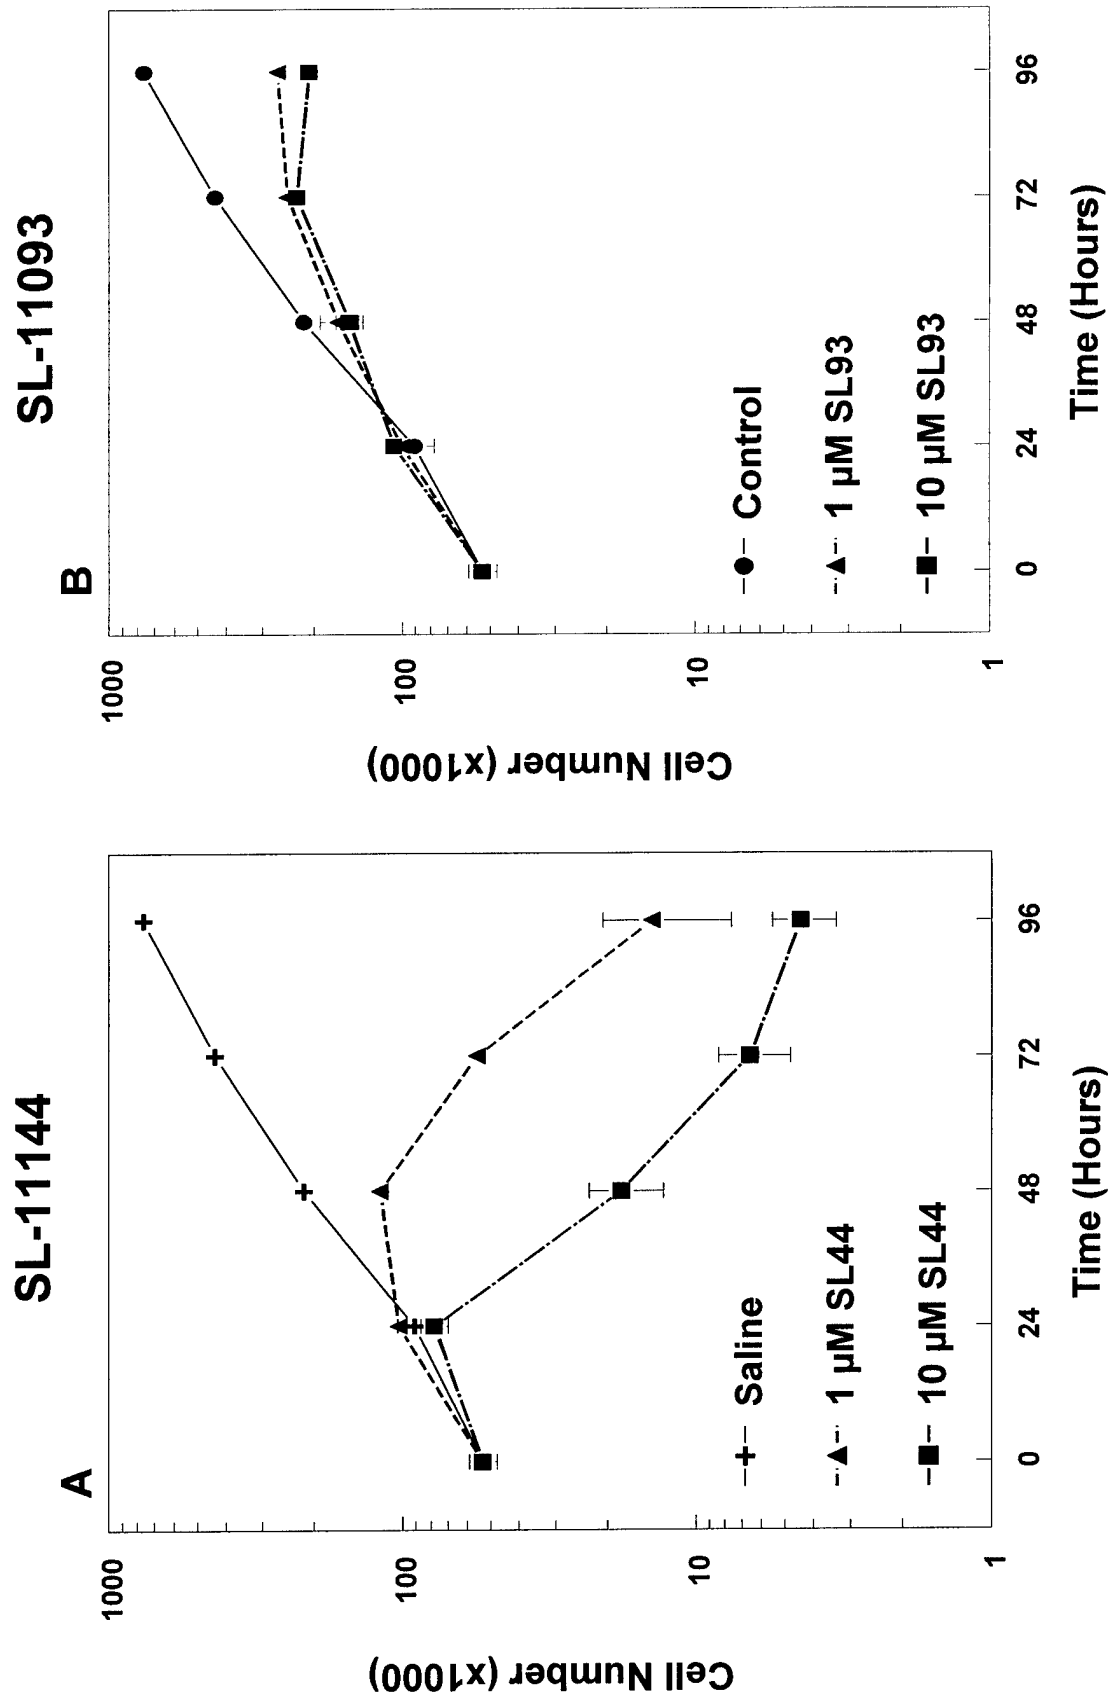 A
SL-11144
Cell Number (x1000)
1000
100
10
1
Saline
1 µM SL44
10 µM SL44
0 24 48 72 96
Time (Hours)
B
SL-11093
Cell Number (x1000)
1000
100
10
1
Control
1 µM SL93
10 µM SL93
0 24 48 72 96
Time (Hours)